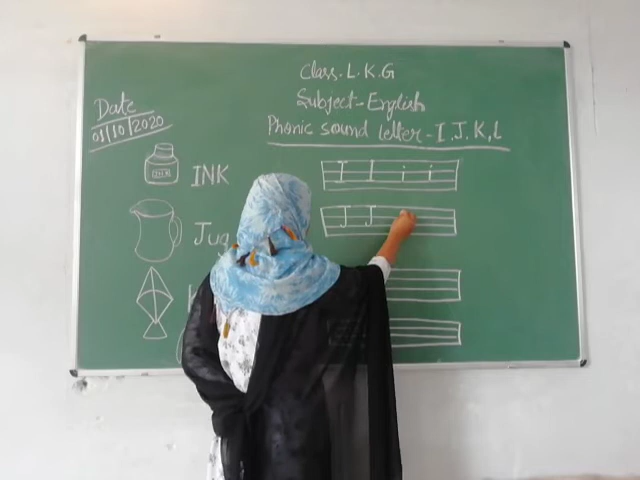 Class. L. K. G
Subject-English
Phonic sound letter - I. J. K, L
Date
01/10/2020
INK
INK
I I i i
Jug
J J